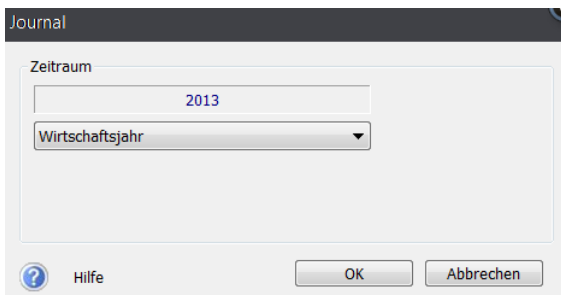 Journal
Zeitraum
2013
Wirtschaftsjahr
Hilfe
OK
Abbrechen